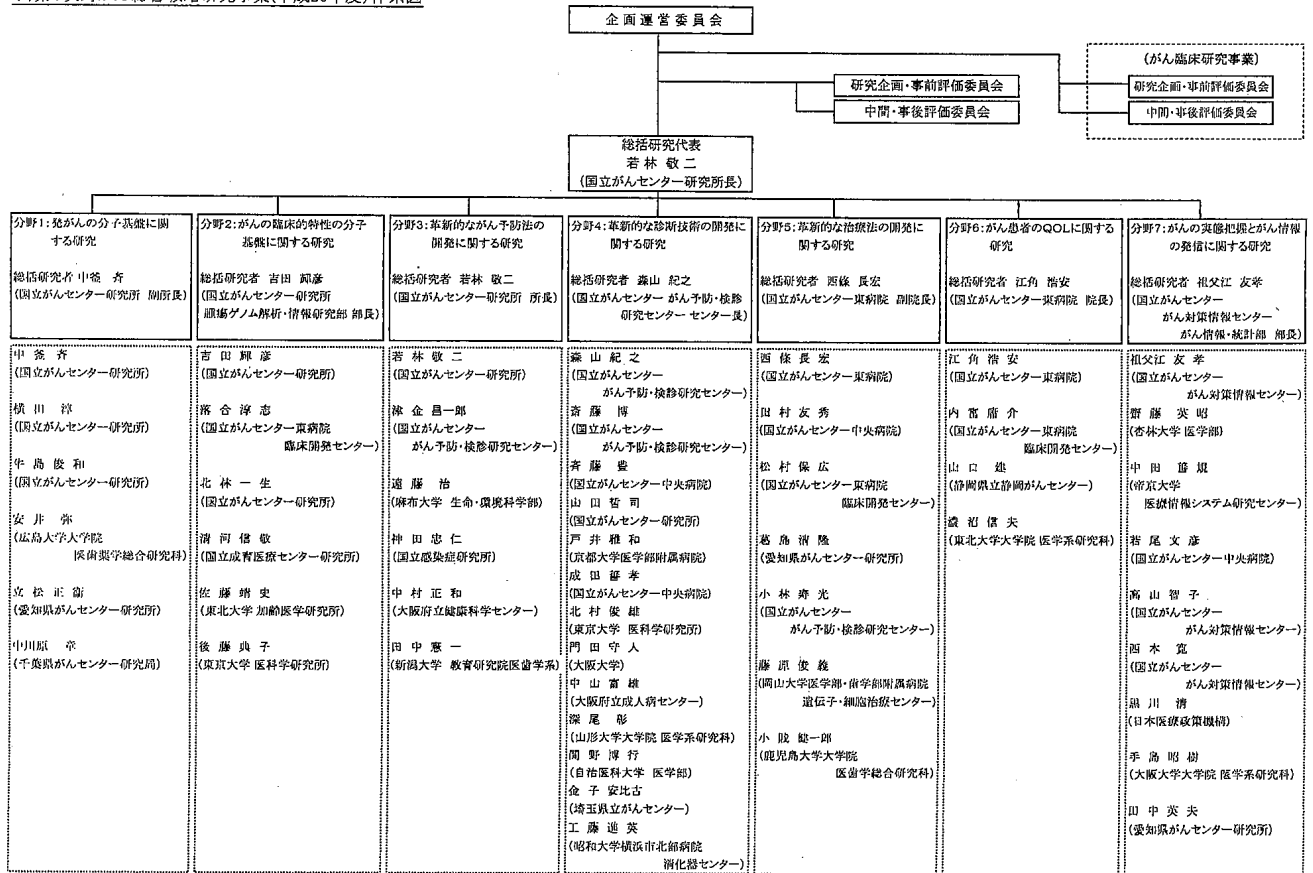 企画運営委員会
(がん臨床研究事業)
研究企画・事前評価委員会
中間・事後評価委員会
研究企画・事前評価委員会
中間・事後評価委員会
総括研究代表
若林 敬二
(国立がんセンター研究所長)
分野1:発がんの分子基盤に関
する研究
総括研究者 中釜 斉
(国立がんセンター研究所 副所長)
中釜 斉
(国立がんセンター研究所)
横田 淳
(国立がんセンター研究所)
牛島俊和
(国立がんセンター研究所)
安井 弥
(広島大学大学院
医歯薬学総合研究科)
立松正衞
(愛知県がんセンター研究所)
中川原 章
(千葉県がんセンター研究局)
分野2:がんの臨床的特性の分子
基盤に関する研究
総括研究者 吉田 輝彦
(国立がんセンター研究所
腫瘍ゲノム解析・情報研究部 部長)
吉田輝彦
(国立がんセンター研究所)
落合淳志
(国立がんセンター東病院
臨床開発センター)
北林一生
(国立がんセンター研究所)
清河信敬
(国立成育医療センター研究所)
佐藤靖史
(東北大学 加齢医学研究所)
後藤典子
(東京大学 医科学研究所)
分野3:革新的ながん予防法の
開発に関する研究
総括研究者 若林 敬二
(国立がんセンター研究所 所長)
若林敬二
(国立がんセンター研究所)
津金昌一郎
(国立がんセンター
がん予防・検診研究センター)
遠藤 治
(麻布大学 生命・環境科学部)
神田忠仁
(国立感染症研究所)
中村正和
(大阪府立健康科学センター)
田中憲一
(新潟大学 教育研究院医歯学系)
分野4:革新的な診断技術の開発に
関する研究
総括研究者 森山 紀之
(国立がんセンター がん予防・検診
研究センター センター長)
森山紀之
(国立がんセンター
がん予防・検診研究センター)
斎藤 博
(国立がんセンター
がん予防・検診研究センター)
斉藤 豊
(国立がんセンター中央病院)
山田哲司
(国立がんセンター研究所)
戸井雅和
(京都大学医学部附属病院)
成田善孝
(国立がんセンター中央病院)
北村俊雄
(東京大学 医科学研究所)
門田守人
(大阪大学)
中山富雄
(大阪府立成人病センター)
深尾 彰
(山形大学大学院 医学系研究科)
関野博行
(自治医科大学 医学部)
金子安比古
(埼玉県立がんセンター)
工藤進英
(昭和大学横浜市北部病院
消化器センター)
分野5:革新的な治療法の開発に
関する研究
総括研究者 西條 長宏
(国立がんセンター東病院 副院長)
西條長宏
(国立がんセンター東病院)
田村友秀
(国立がんセンター中央病院)
松村保広
(国立がんセンター東病院
臨床開発センター)
葛島清隆
(愛知県がんセンター研究所)
小林寿光
(国立がんセンター
がん予防・検診研究センター)
藤原俊義
(岡山大学医学部・歯学部附属病院
遺伝子・細胞治療センター)
小戝健一郎
(鹿児島大学大学院
医歯学総合研究科)
分野6:がん患者のQOLに関する
研究
総括研究者 江角 浩安
(国立がんセンター東病院 院長)
江角浩安
(国立がんセンター東病院)
内富庸介
(国立がんセンター東病院
臨床開発センター)
山口 建
(静岡県立静岡がんセンター)
濃沼信夫
(東北大学大学院 医学系研究科)
分野7:がんの実態把握とがん情報
の発信に関する研究
総括研究者 祖父江 友孝
(国立がんセンター
がん対策情報センター
がん情報・統計部 部長)
祖父江友孝
(国立がんセンター
がん対策情報センター)
齋藤英昭
(杏林大学 医学部)
(帝京大学
医療情報システム研究センター)
若尾文彦
(国立がんセンター中央病院)
高山智子
(国立がんセンター
がん対策情報センター)
西本 寛
(国立がんセンター
がん対策情報センター)
黒川 清
(日本医療政策機構)
手島昭樹
(大阪大学大学院 医学系研究科)
田中英夫
(愛知県がんセンター研究所)